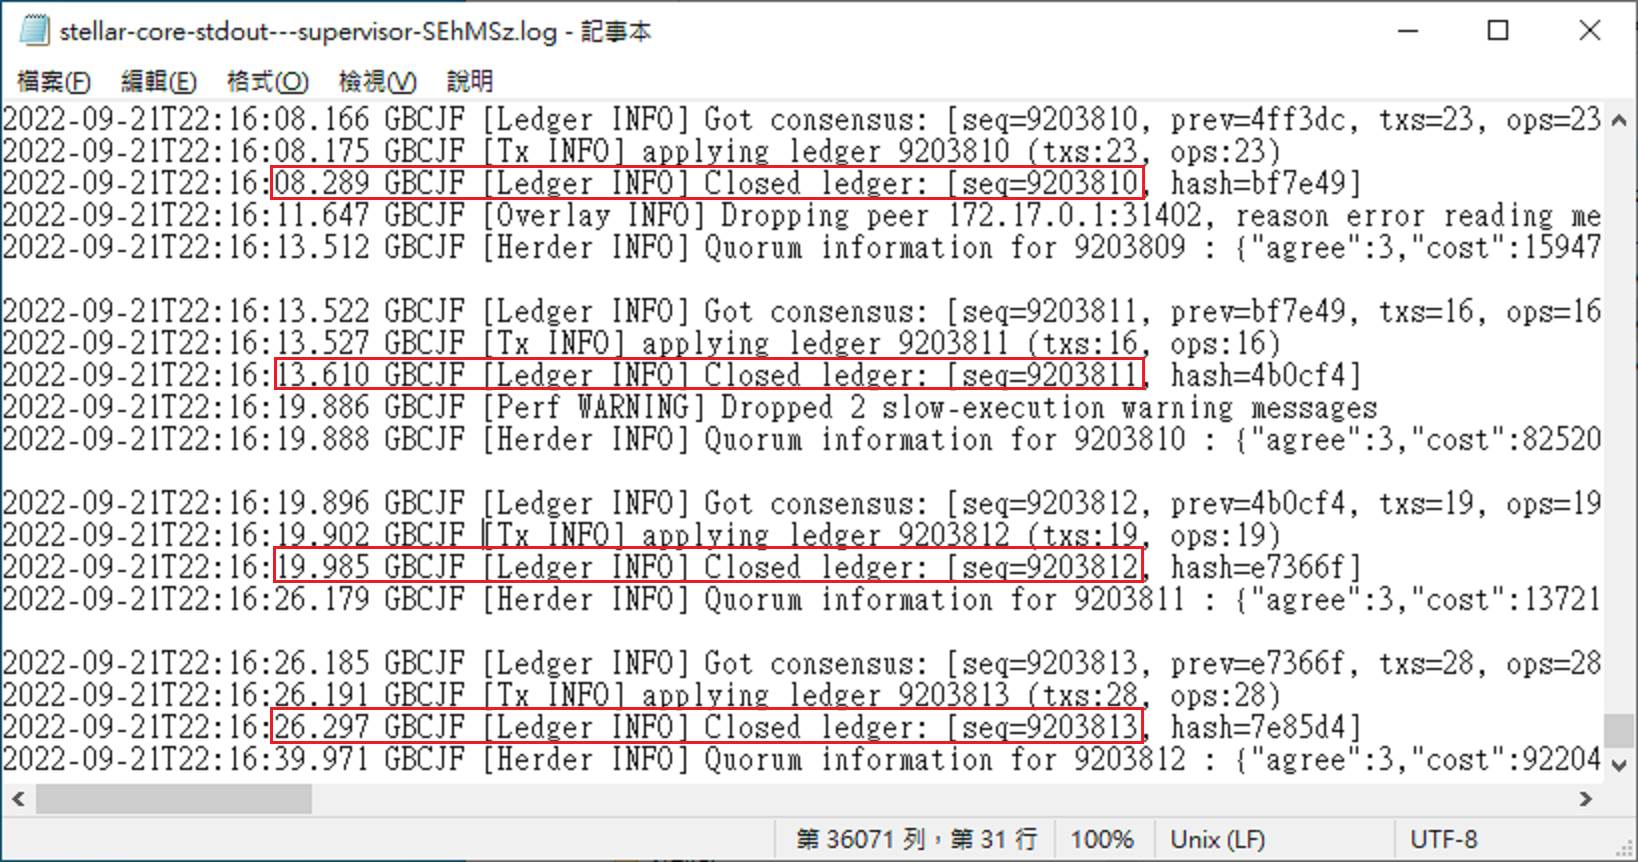 stellar-core-stdout---supervisor-SEhMSz.log - 記事本
檔案(F) 編輯(E) 格式(O) 檢視(V) 說明
2022-09-21T22:16:08.166 GBCJF [Ledger INFO] Got consensus: [seq=9203810, prev=4ff3dc, txs=23, ops=23
2022-09-21T22:16:08.175 GBCJF [Tx INFO] applying ledger 9203810 (txs:23, ops:23)
2022-09-21T22:16:08.289 GBCJF [Ledger INFO] Closed ledger: [seq=9203810, hash=bf7e49]
2022-09-21T22:16:11.647 GBCJF [Overlay INFO] Dropping peer 172.17.0.1:31402, reason error reading me
2022-09-21T22:16:13.512 GBCJF [Herder INFO] Quorum information for 9203809 : {"agree":3,"cost":15947
2022-09-21T22:16:13.522 GBCJF [Ledger INFO] Got consensus: [seq=9203811, prev=bf7e49, txs=16, ops=16
2022-09-21T22:16:13.527 GBCJF [Tx INFO] applying ledger 9203811 (txs:16, ops:16)
2022-09-21T22:16:13.610 GBCJF [Ledger INFO] Closed ledger: [seq=9203811, hash=4b0cf4]
2022-09-21T22:16:19.886 GBCJF [Perf WARNING] Dropped 2 slow-execution warning messages
2022-09-21T22:16:19.888 GBCJF [Herder INFO] Quorum information for 9203810 : {"agree":3,"cost":82520
2022-09-21T22:16:19.896 GBCJF [Ledger INFO] Got consensus: [seq=9203812, prev=4b0cf4, txs=19, ops=19
2022-09-21T22:16:19.902 GBCJF [Tx INFO] applying ledger 9203812 (txs:19, ops:19)
2022-09-21T22:16:19.985 GBCJF [Ledger INFO] Closed ledger: [seq=9203812, hash=e7366f]
2022-09-21T22:16:26.179 GBCJF [Herder INFO] Quorum information for 9203811 : {"agree":3,"cost":13721
2022-09-21T22:16:26.185 GBCJF [Ledger INFO] Got consensus: [seq=9203813, prev=e7366f, txs=28, ops=28
2022-09-21T22:16:26.191 GBCJF [Tx INFO] applying ledger 9203813 (txs:28, ops:28)
2022-09-21T22:16:26.297 GBCJF [Ledger INFO] Closed ledger: [seq=9203813, hash=7e85d4]
2022-09-21T22:16:39.971 GBCJF [Herder INFO] Quorum information for 9203812 : {"agree":3,"cost":92204
第 36071 列，第 31 行 100% Unix (LF) UTF-8